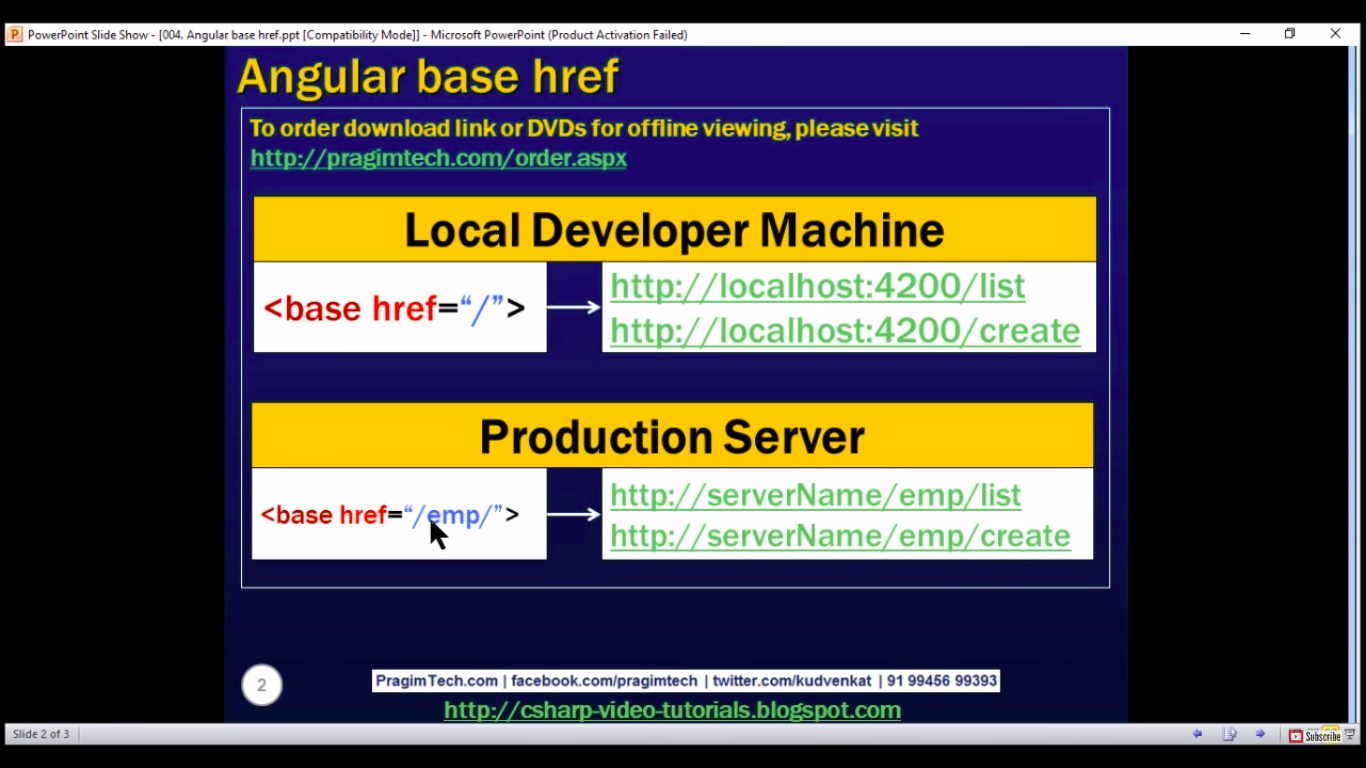 PowerPoint Slide Show - [004. Angular base href.ppt [Compatibility Mode]] - Microsoft PowerPoint (Product Activation Failed)
Angular base href
To order download link or DVDs for offline viewing, please visit
http://pragimtech.com/order.aspx
Local Developer Machine
<base href=“/”>
http://localhost:4200/list
http://localhost:4200/create
Production Server
<base href=“/emp/”>
http://serverName/emp/list
http://serverName/emp/create
2
PragimTech.com | facebook.com/pragimtech | twitter.com/kudvenkat | 91 99456 99393
http://csharp-video-tutorials.blogspot.com
Slide 2 of 3
Subscribe